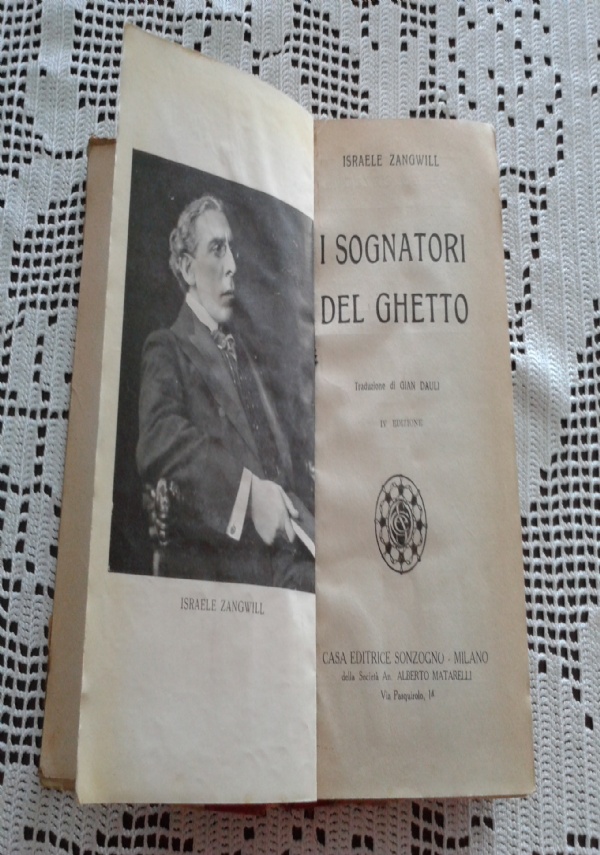 ISRAELE ZANGWILL
ISRAELE ZANGWILL
I SOGNATORI
DEL GHETTO
Traduzione di GIAN DAULI
IV EDIZIONE
CASA EDITRICE SONZOGNO - MILANO
della Società An. ALBERTO MATARELLI
Via Pasquirolo, 14